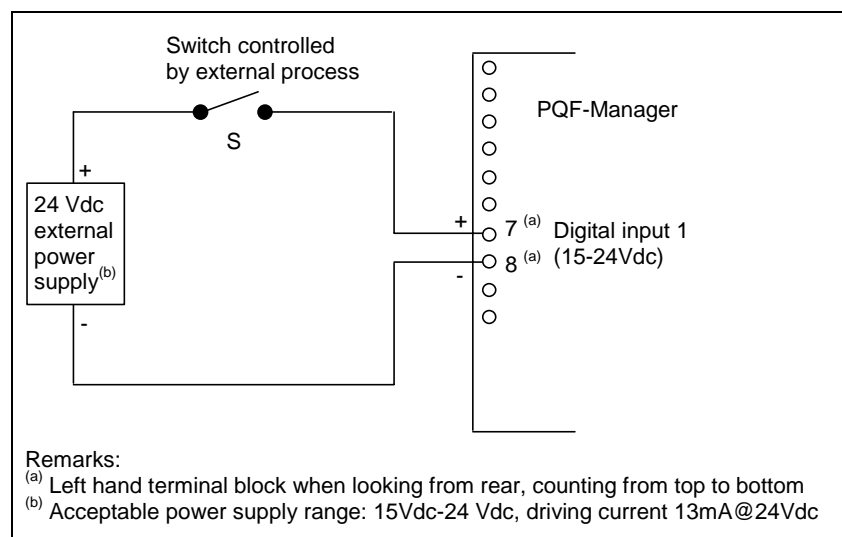 Switch controlled
by external process
S
PQF-Manager
+
24 Vdc
external
power
supply(b)
-
+
7 (a) Digital input 1
8 (a) (15-24Vdc)
-
Remarks:
(a) Left hand terminal block when looking from rear, counting from top to bottom
(b) Acceptable power supply range: 15Vdc-24 Vdc, driving current 13mA@24Vdc